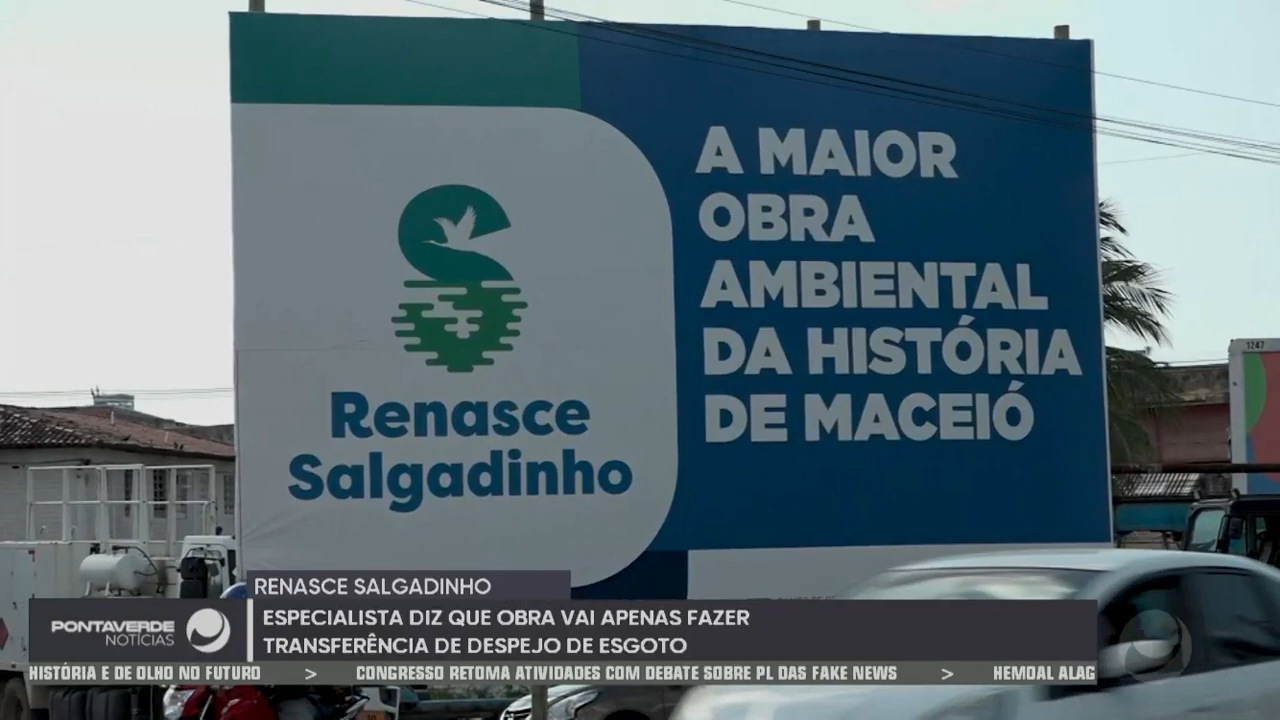 A MAIOR
OBRA
AMBIENTAL
DA HISTÓRIA
DE MACEIÓ
Renasce
Salgadinho
1247
RENASCE SALGADINHO
PONTAVERDE
NOTÍCIAS
ESPECIALISTA DIZ QUE OBRA VAI APENAS FAZER
TRANSFERÊNCIA DE DESPEJO DE ESGOTO
HISTÓRIA E DE OLHO NO FUTURO > CONGRESSO RETOMA ATIVIDADES COM DEBATE SOBRE PL DAS FAKE NEWS > HEMOAL ALAG